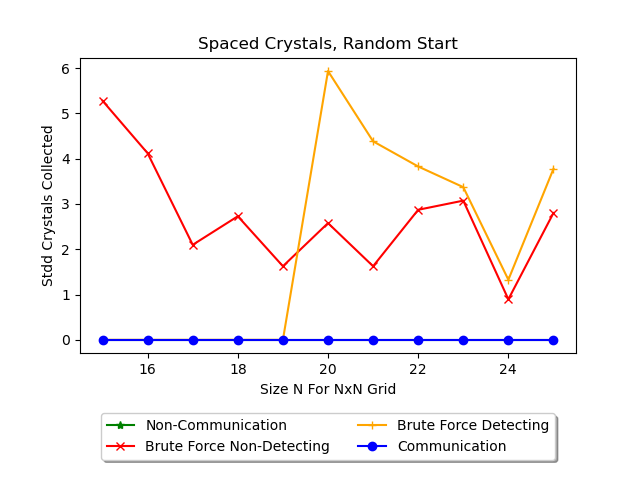 Spaced Crystals, Random Start
6
5
4
3
2
1
0
Stdd Crystals Collected
16 18 20 22 24
Size N For NxN Grid
Non-Communication Brute Force Detecting
Brute Force Non-Detecting Communication